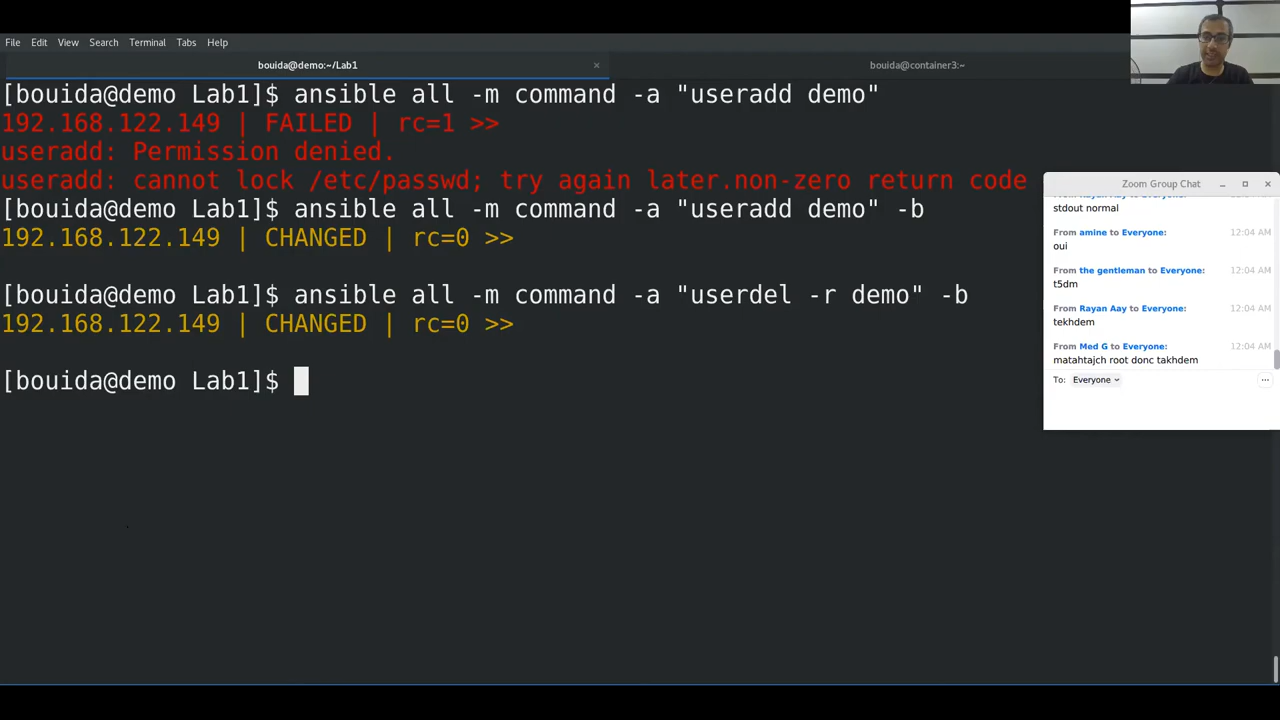 File Edit View Search Terminal Tabs Help
bouida@demo:~/Lab1 × bouida@container3:~
[bouida@demo Lab1]$ ansible all -m command -a "useradd demo"
192.168.122.149 | FAILED | rc=1 >>
useradd: Permission denied.
useradd: cannot lock /etc/passwd; try again later.non-zero return code
[bouida@demo Lab1]$ ansible all -m command -a "useradd demo" -b
192.168.122.149 | CHANGED | rc=0 >>
[bouida@demo Lab1]$ ansible all -m command -a "userdel -r demo" -b
192.168.122.149 | CHANGED | rc=0 >>
[bouida@demo Lab1]$
Zoom Group Chat
stdout normal
From amine to Everyone: 12:04 AM
oui
From the gentleman to Everyone: 12:04 AM
t5dm
From Rayan Aay to Everyone: 12:04 AM
tekhdem
From Med G to Everyone: 12:04 AM
matahtajch root donc takhdem
To: Everyone